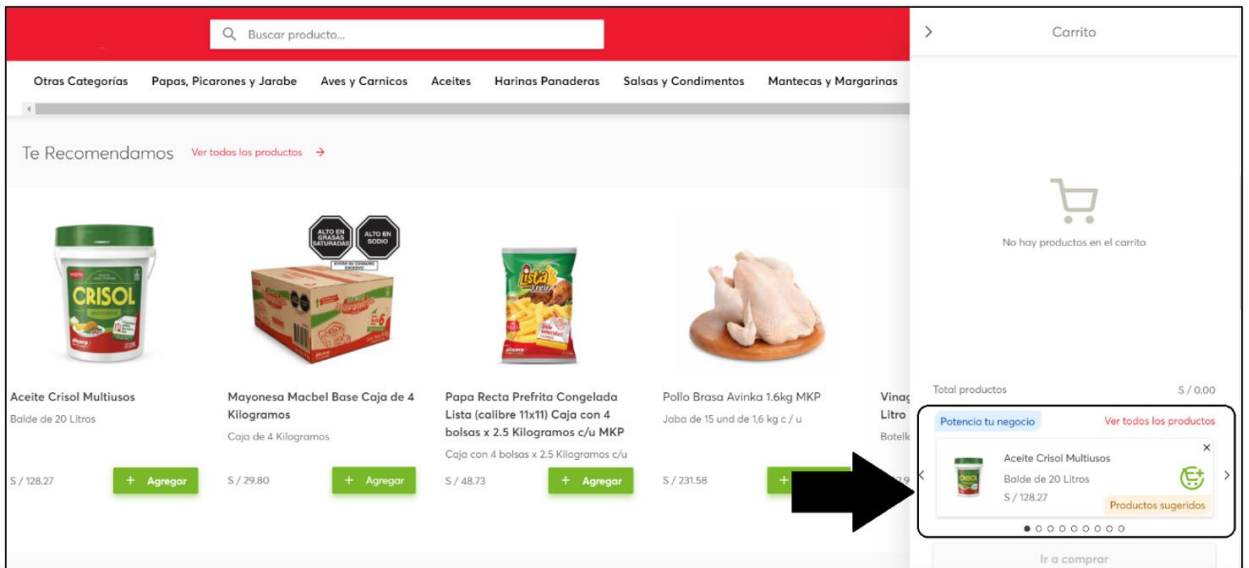 Buscar producto...
Carrito
Otras Categorías Papas, Picarones y Jarabe Aves y Carnicos Aceites Harinas Panaderas Salsas y Condimentos Mantecas y Margarinas
Te Recomendamos Ver todos los productos →
ALTO EN GRASAS SATURADAS
ALTO EN SODIO
CRISOL
Lista
alicorp
No hay productos en el carrito
Aceite Crisol Multiusos
Balde de 20 Litros
S / 128.27
+ Agregar
Mayonesa Macbel Base Caja de 4
Kilogramos
Caja de 4 Kilogramos
S / 29.80
+ Agregar
Papa Recta Prefrita Congelada
Lista (calibre 11x11) Caja con 4
bolsas x 2.5 Kilogramos c/u MKP
Caja con 4 bolsas x 2.5 Kilogramos c/u
S / 48.73
+ Agregar
Pollo Brasa Avinka 1.6kg MKP
Jaba de 15 und de 1,6 kg c / u
S / 231.58
+
Vinag
Litro
Botell
Total productos S / 0.00
Potencia tu negocio Ver todos los productos
Aceite Crisol Multiusos
Balde de 20 Litros
S / 128.27
Productos sugeridos
Ir a comprar